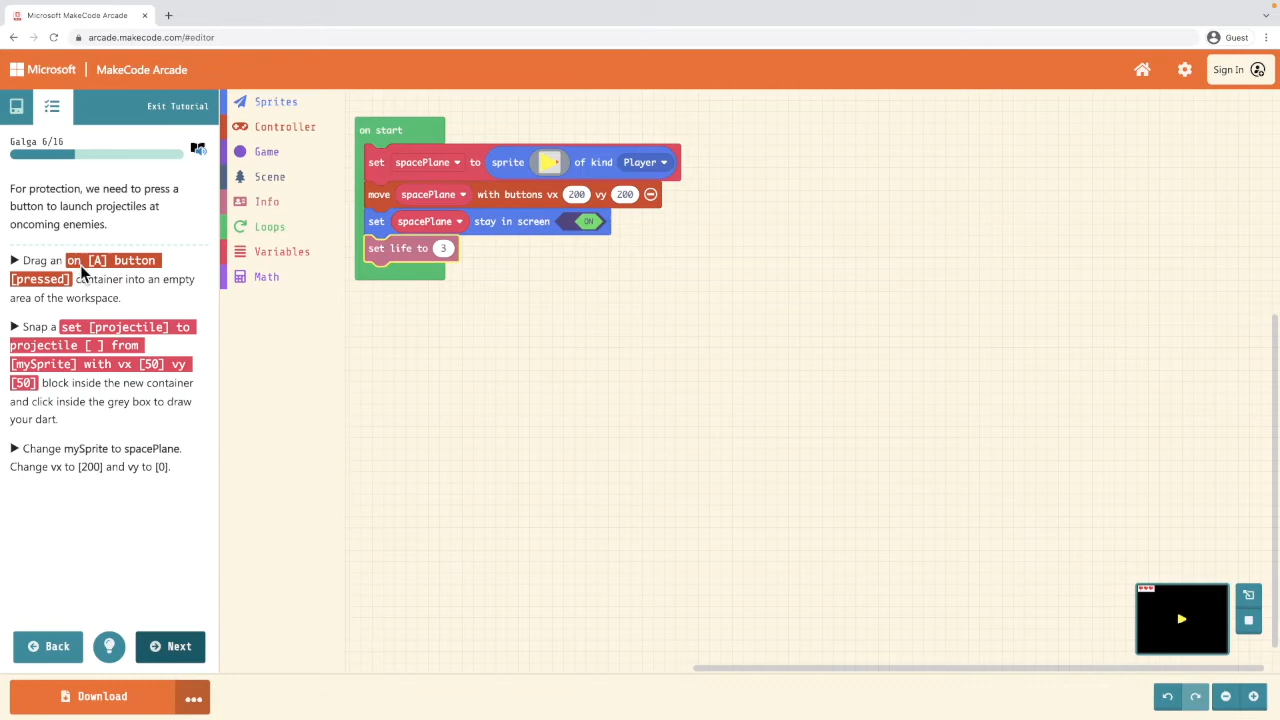 Microsoft MakeCode Arcade
arcade.makecode.com/#editor
Guest
Microsoft | MakeCode Arcade
Sign In
Exit Tutorial
Galga 6/16
For protection, we need to press a
button to launch projectiles at
oncoming enemies.
Drag an on [A] button
[pressed] container into an empty
area of the workspace.
Snap a set [projectile] to
projectile [ ] from
[mySprite] with vx [50] vy
[50] block inside the new container
and click inside the grey box to draw
your dart.
Change mySprite to spacePlane.
Change vx to [200] and vy to [0].
Back
Next
Download
Sprites
Controller
Game
Scene
Info
Loops
Variables
Math
on start
set spacePlane to sprite of kind Player
move spacePlane with buttons vx 200 vy 200
set spacePlane stay in screen ON
set life to 3